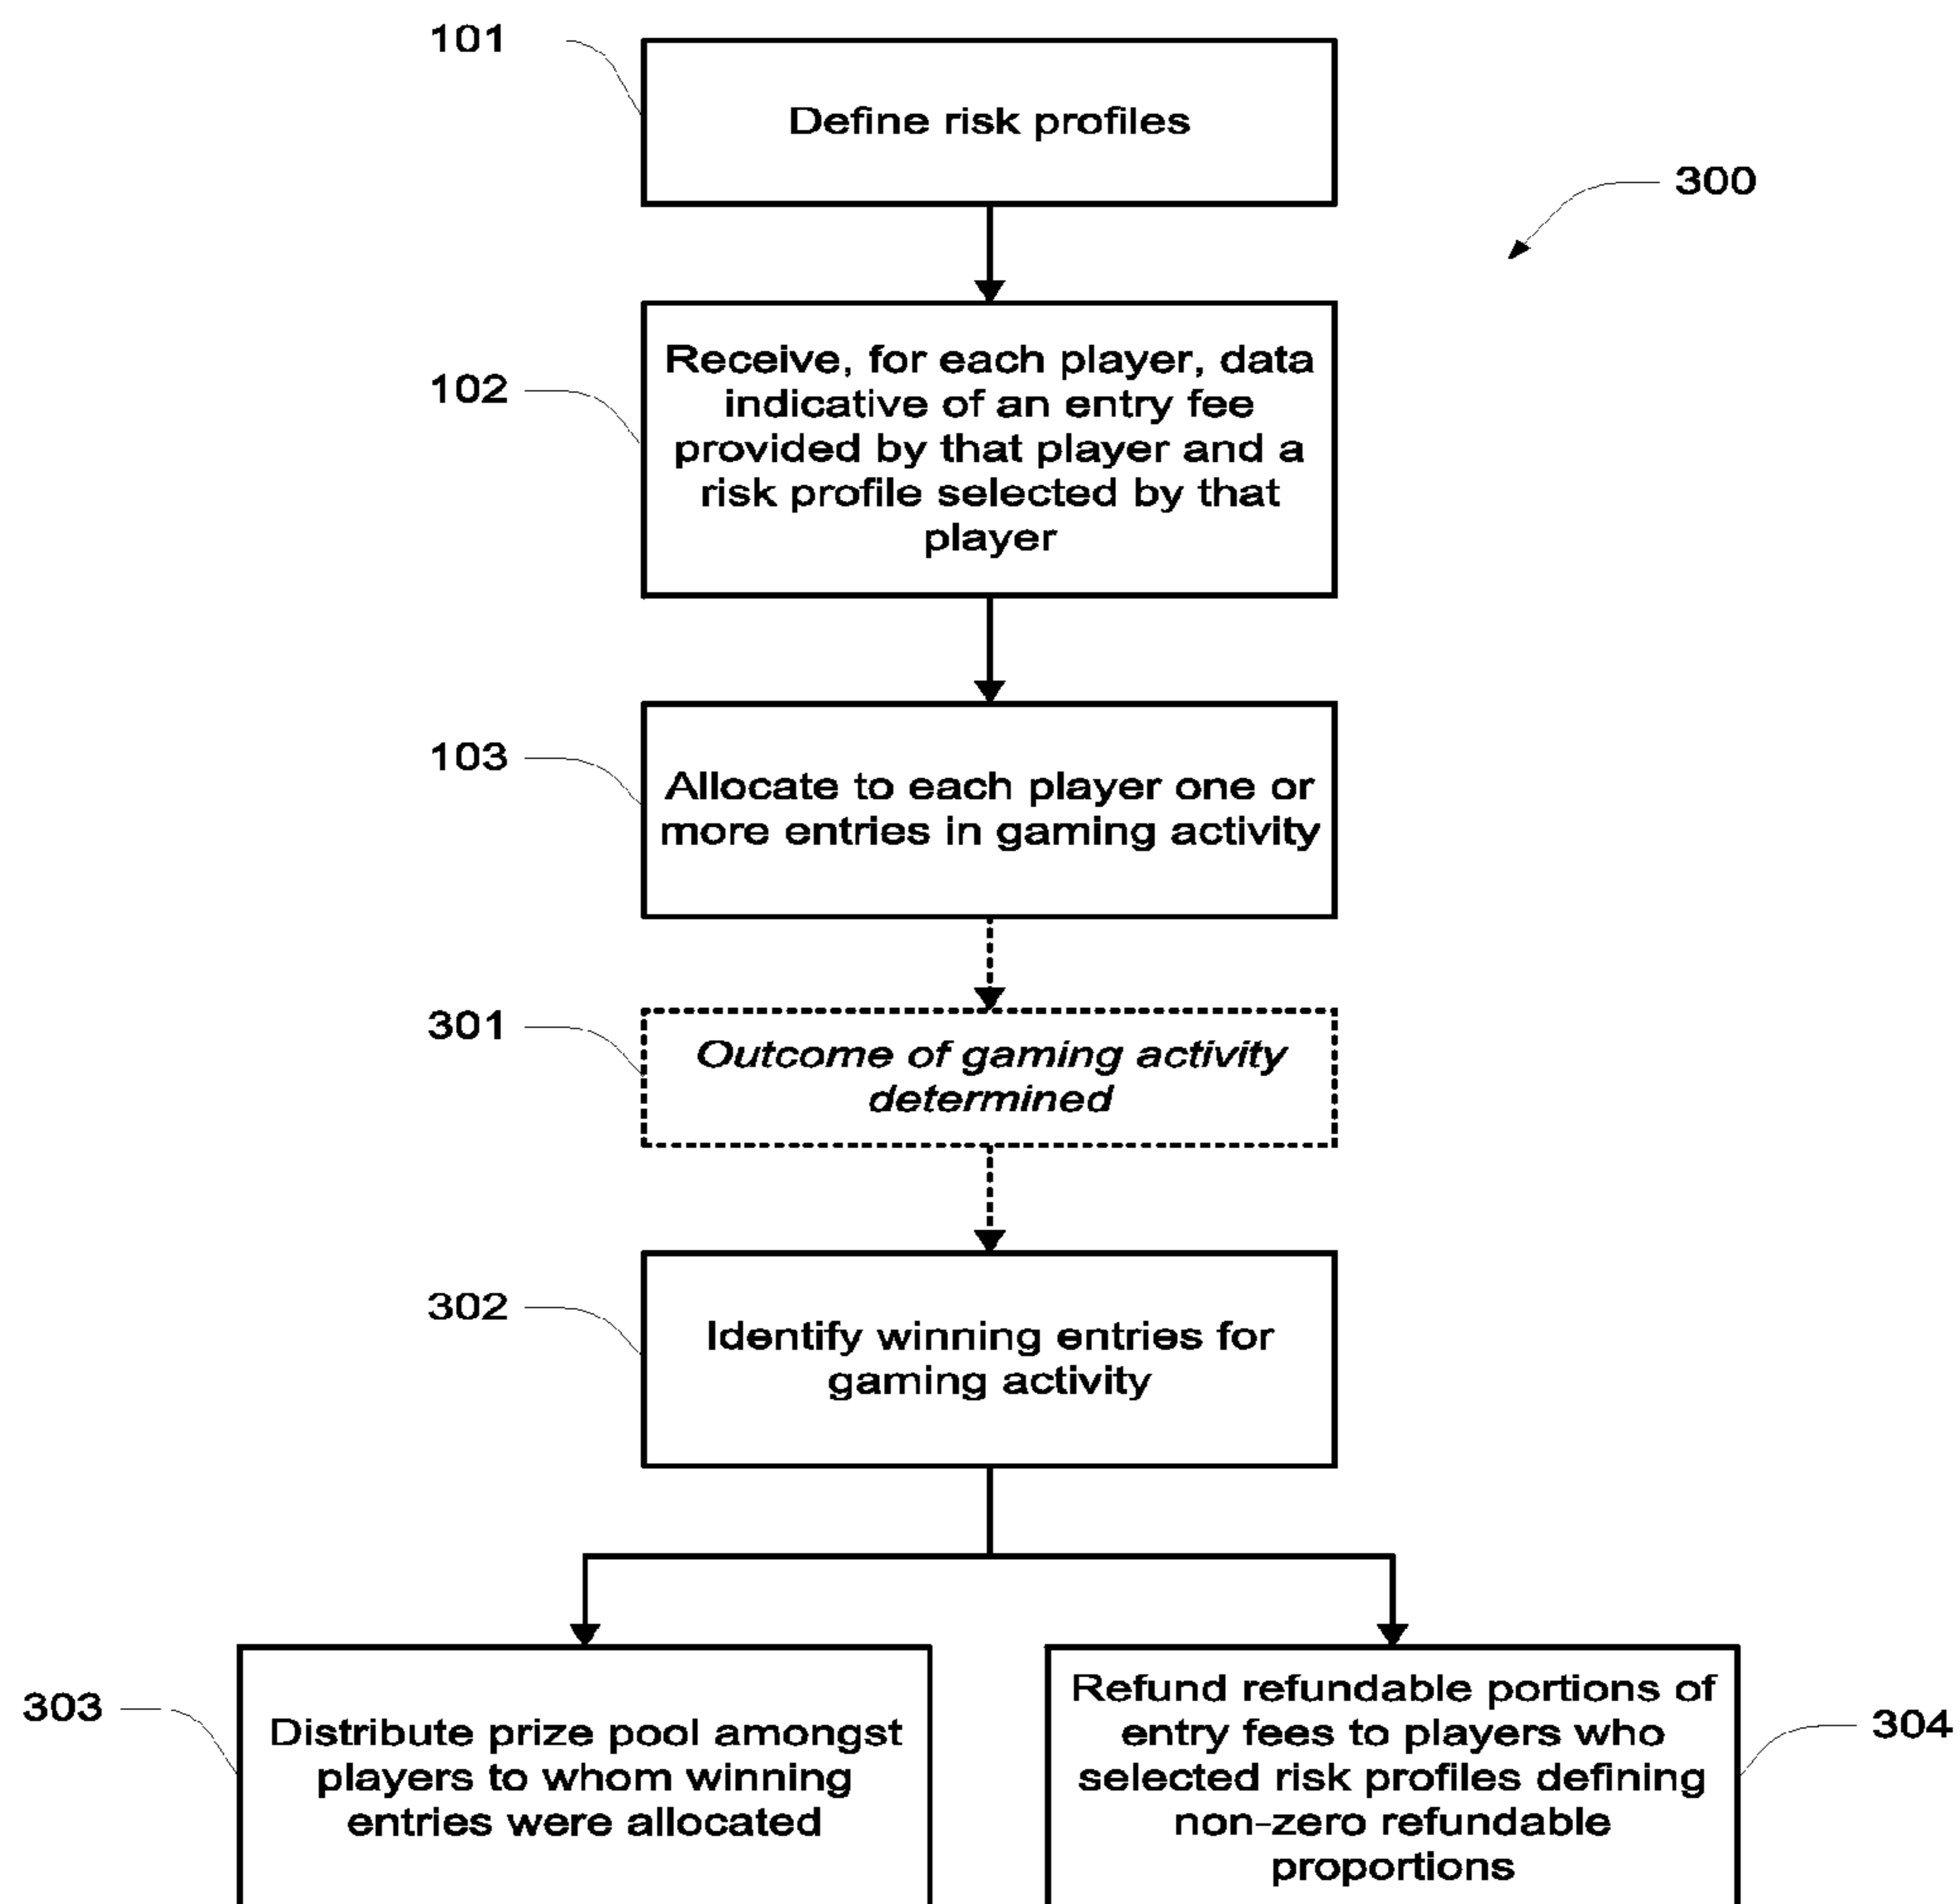 101
Define risk profiles
300
102
Receive, for each player, data
indicative of an entry fee
provided by that player and a
risk profile selected by that
player
103
Allocate to each player one or
more entries in gaming activity
301
Outcome of gaming activity
determined
302
Identify winning entries for
gaming activity
303
Distribute prize pool amongst
players to whom winning
entries were allocated
Refund refundable portions of
entry fees to players who
selected risk profiles defining
non-zero refundable
proportions
304